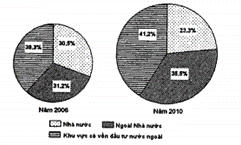 38,3%
30,5%
31,2%
41,2%
23,3%
35,5%
Năm 2006
Năm 2010
Nhà nước
Ngoài Nhà nước
Khu vực có vốn đầu tư nước ngoài